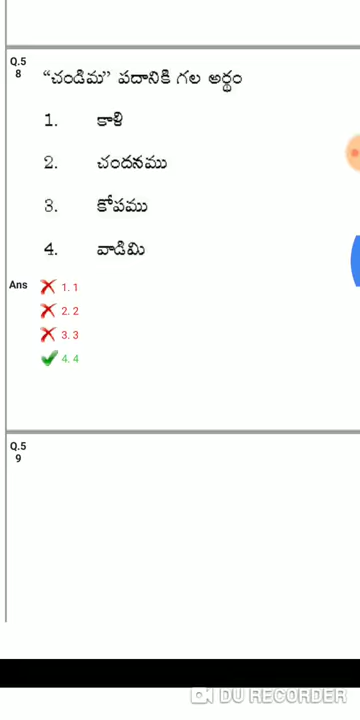 Q.5
8
“చండిమ” పదానికి గల అర్థం
1. కాళి
2. చందనము
3. కోపము
4. వాడిమి
Ans
1. 1
2. 2
3. 3
4. 4
Q.5
9
DU RECORDER